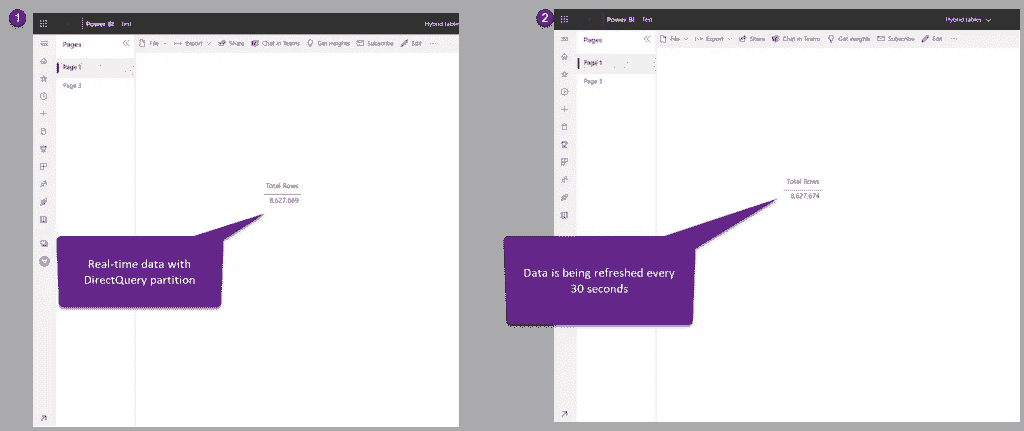 1
Power BI Test
Hybrid tables
Pages
File Export Share Chat in Teams Get insights Subscribe Edit ...
Page 1
Page 3
Total Rows
8,627,669
Real-time data with
DirectQuery partition
2
Power BI Test
Hybrid tables
Pages
File Export Share Chat in Teams Get insights Subscribe Edit ...
Page 1
Page 3
Total Rows
8,627,674
Data is being refreshed every
30 seconds